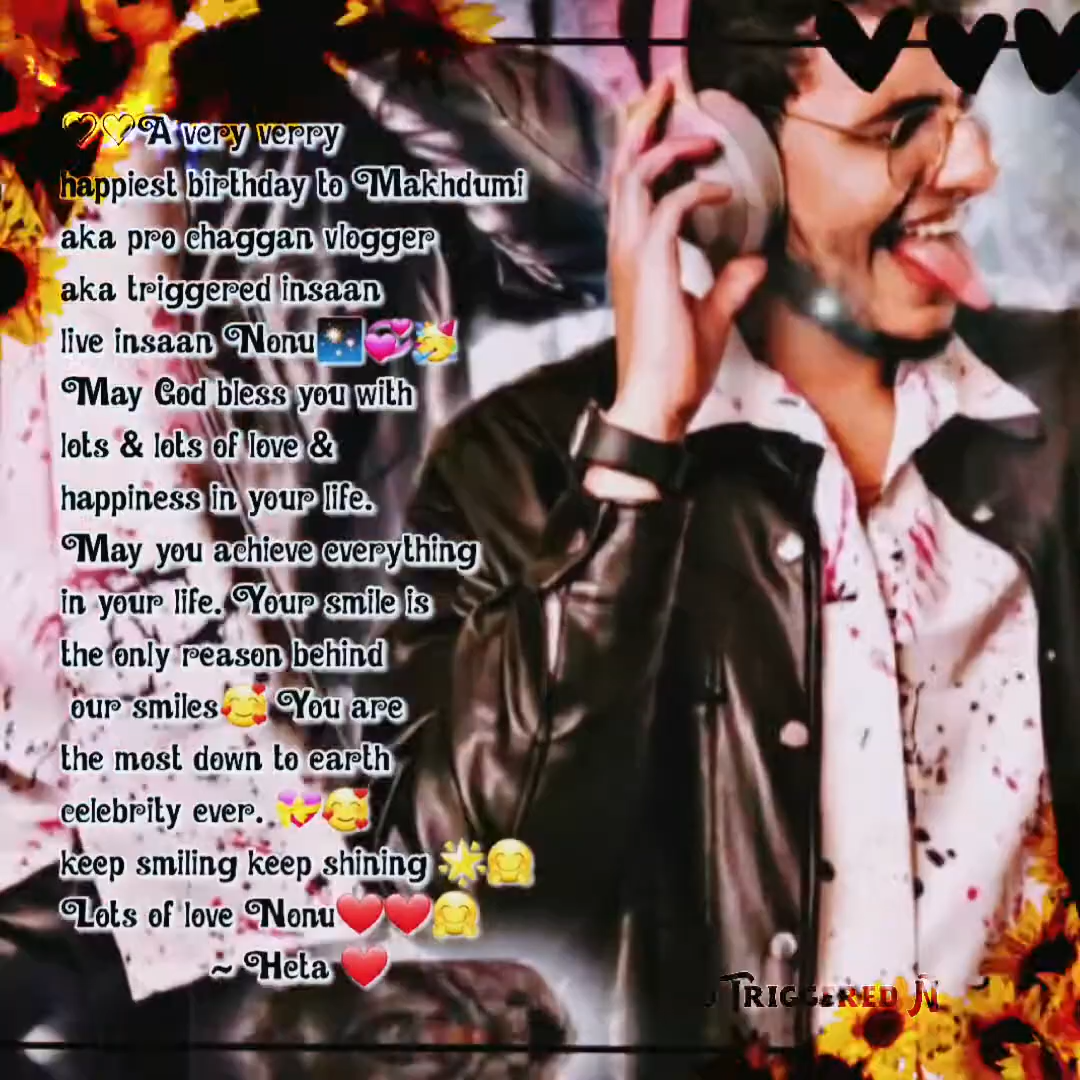 💛💛A very verry
happiest birthday to Makhdumi
aka pro chaggan vlogger
aka triggered insaan
live insaan Nonu🎇💞🥳
May God bless you with
lots & lots of love &
happiness in your life.
May you achieve everything
in your life. Your smile is
the only reason behind
our smiles🥰 You are
the most down to earth
celebrity ever. 💝🥰
keep smiling keep shining 🌟🤗
Lots of love Nonu❤️❤️🤗
~ Heta ❤️
Triggered